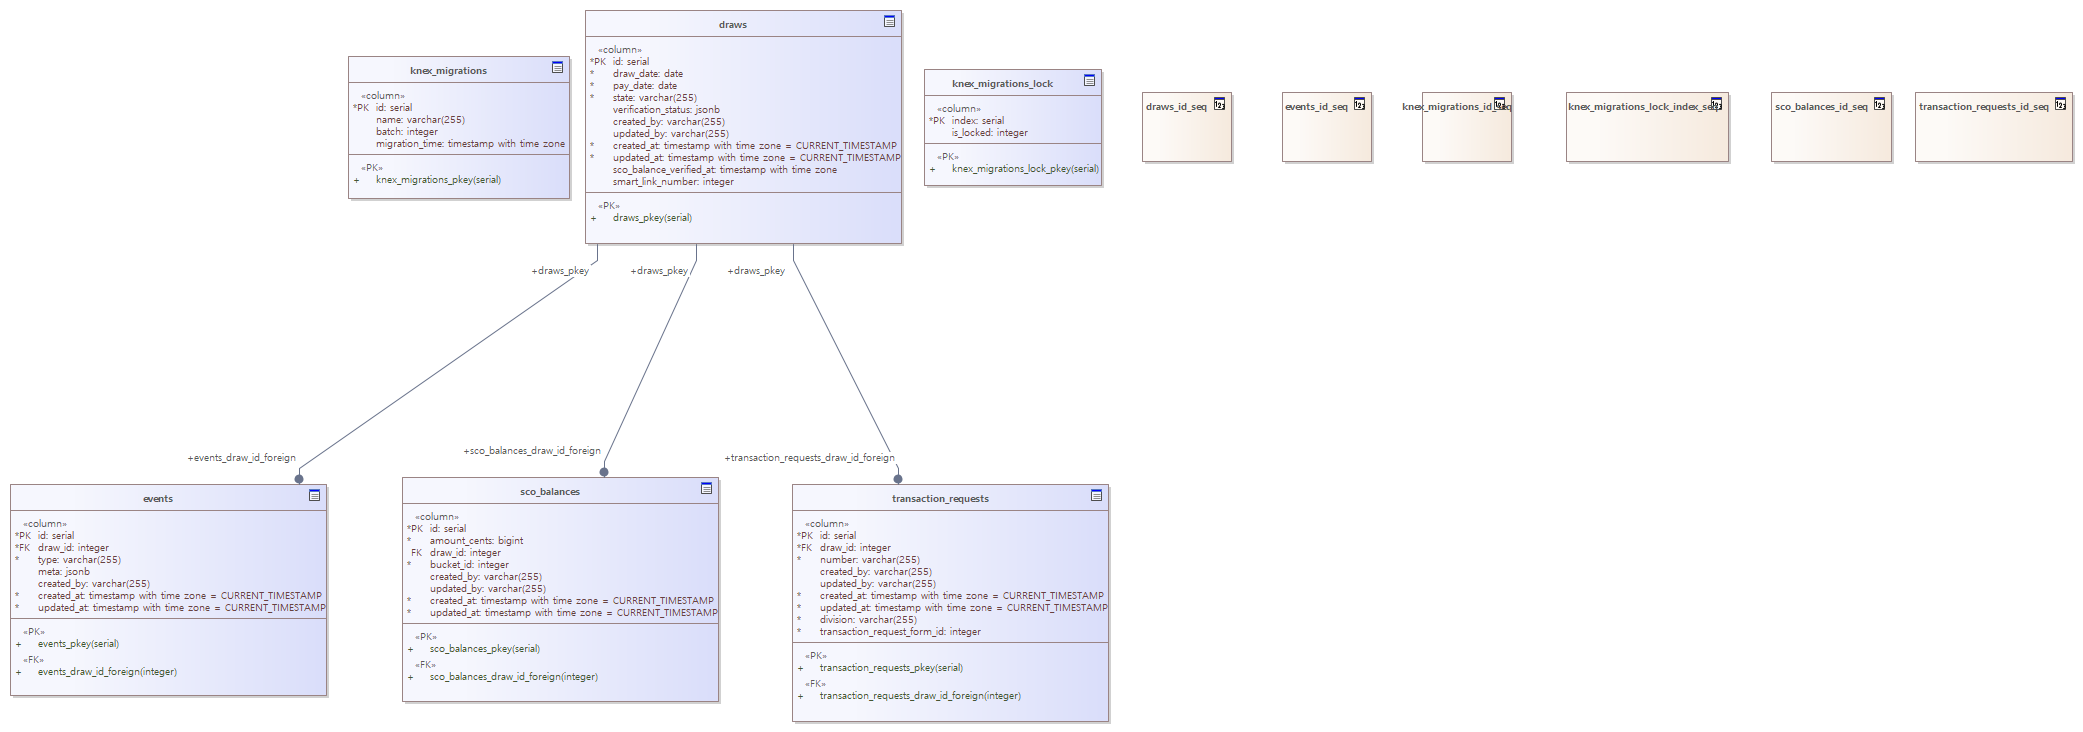 draws
«column»
*PK id: serial
* draw_date: date
* pay_date: date
* state: varchar(255)
verification_status: jsonb
created_by: varchar(255)
updated_by: varchar(255)
* created_at: timestamp with time zone = CURRENT_TIMESTAMP
* updated_at: timestamp with time zone = CURRENT_TIMESTAMP
sco_balance_verified_at: timestamp with time zone
smart_link_number: integer
«PK»
+ draws_pkey(serial)
knex_migrations
«column»
*PK id: serial
name: varchar(255)
batch: integer
migration_time: timestamp with time zone
«PK»
+ knex_migrations_pkey(serial)
knex_migrations_lock
«column»
*PK index: serial
is_locked: integer
«PK»
+ knex_migrations_lock_pkey(serial)
draws_id_seq
events_id_seq
knex_migrations_id_seq
knex_migrations_lock_index_seq
sco_balances_id_seq
transaction_requests_id_seq
+draws_pkey
+draws_pkey
+draws_pkey
+events_draw_id_foreign
+sco_balances_draw_id_foreign
+transaction_requests_draw_id_foreign
events
«column»
*PK id: serial
*FK draw_id: integer
* type: varchar(255)
meta: jsonb
created_by: varchar(255)
* created_at: timestamp with time zone = CURRENT_TIMESTAMP
* updated_at: timestamp with time zone = CURRENT_TIMESTAMP
«PK»
+ events_pkey(serial)
«FK»
+ events_draw_id_foreign(integer)
sco_balances
«column»
*PK id: serial
* amount_cents: bigint
FK draw_id: integer
* bucket_id: integer
created_by: varchar(255)
updated_by: varchar(255)
* created_at: timestamp with time zone = CURRENT_TIMESTAMP
* updated_at: timestamp with time zone = CURRENT_TIMESTAMP
«PK»
+ sco_balances_pkey(serial)
«FK»
+ sco_balances_draw_id_foreign(integer)
transaction_requests
«column»
*PK id: serial
*FK draw_id: integer
* number: varchar(255)
created_by: varchar(255)
updated_by: varchar(255)
* created_at: timestamp with time zone = CURRENT_TIMESTAMP
* updated_at: timestamp with time zone = CURRENT_TIMESTAMP
* division: varchar(255)
* transaction_request_form_id: integer
«PK»
+ transaction_requests_pkey(serial)
«FK»
+ transaction_requests_draw_id_foreign(integer)